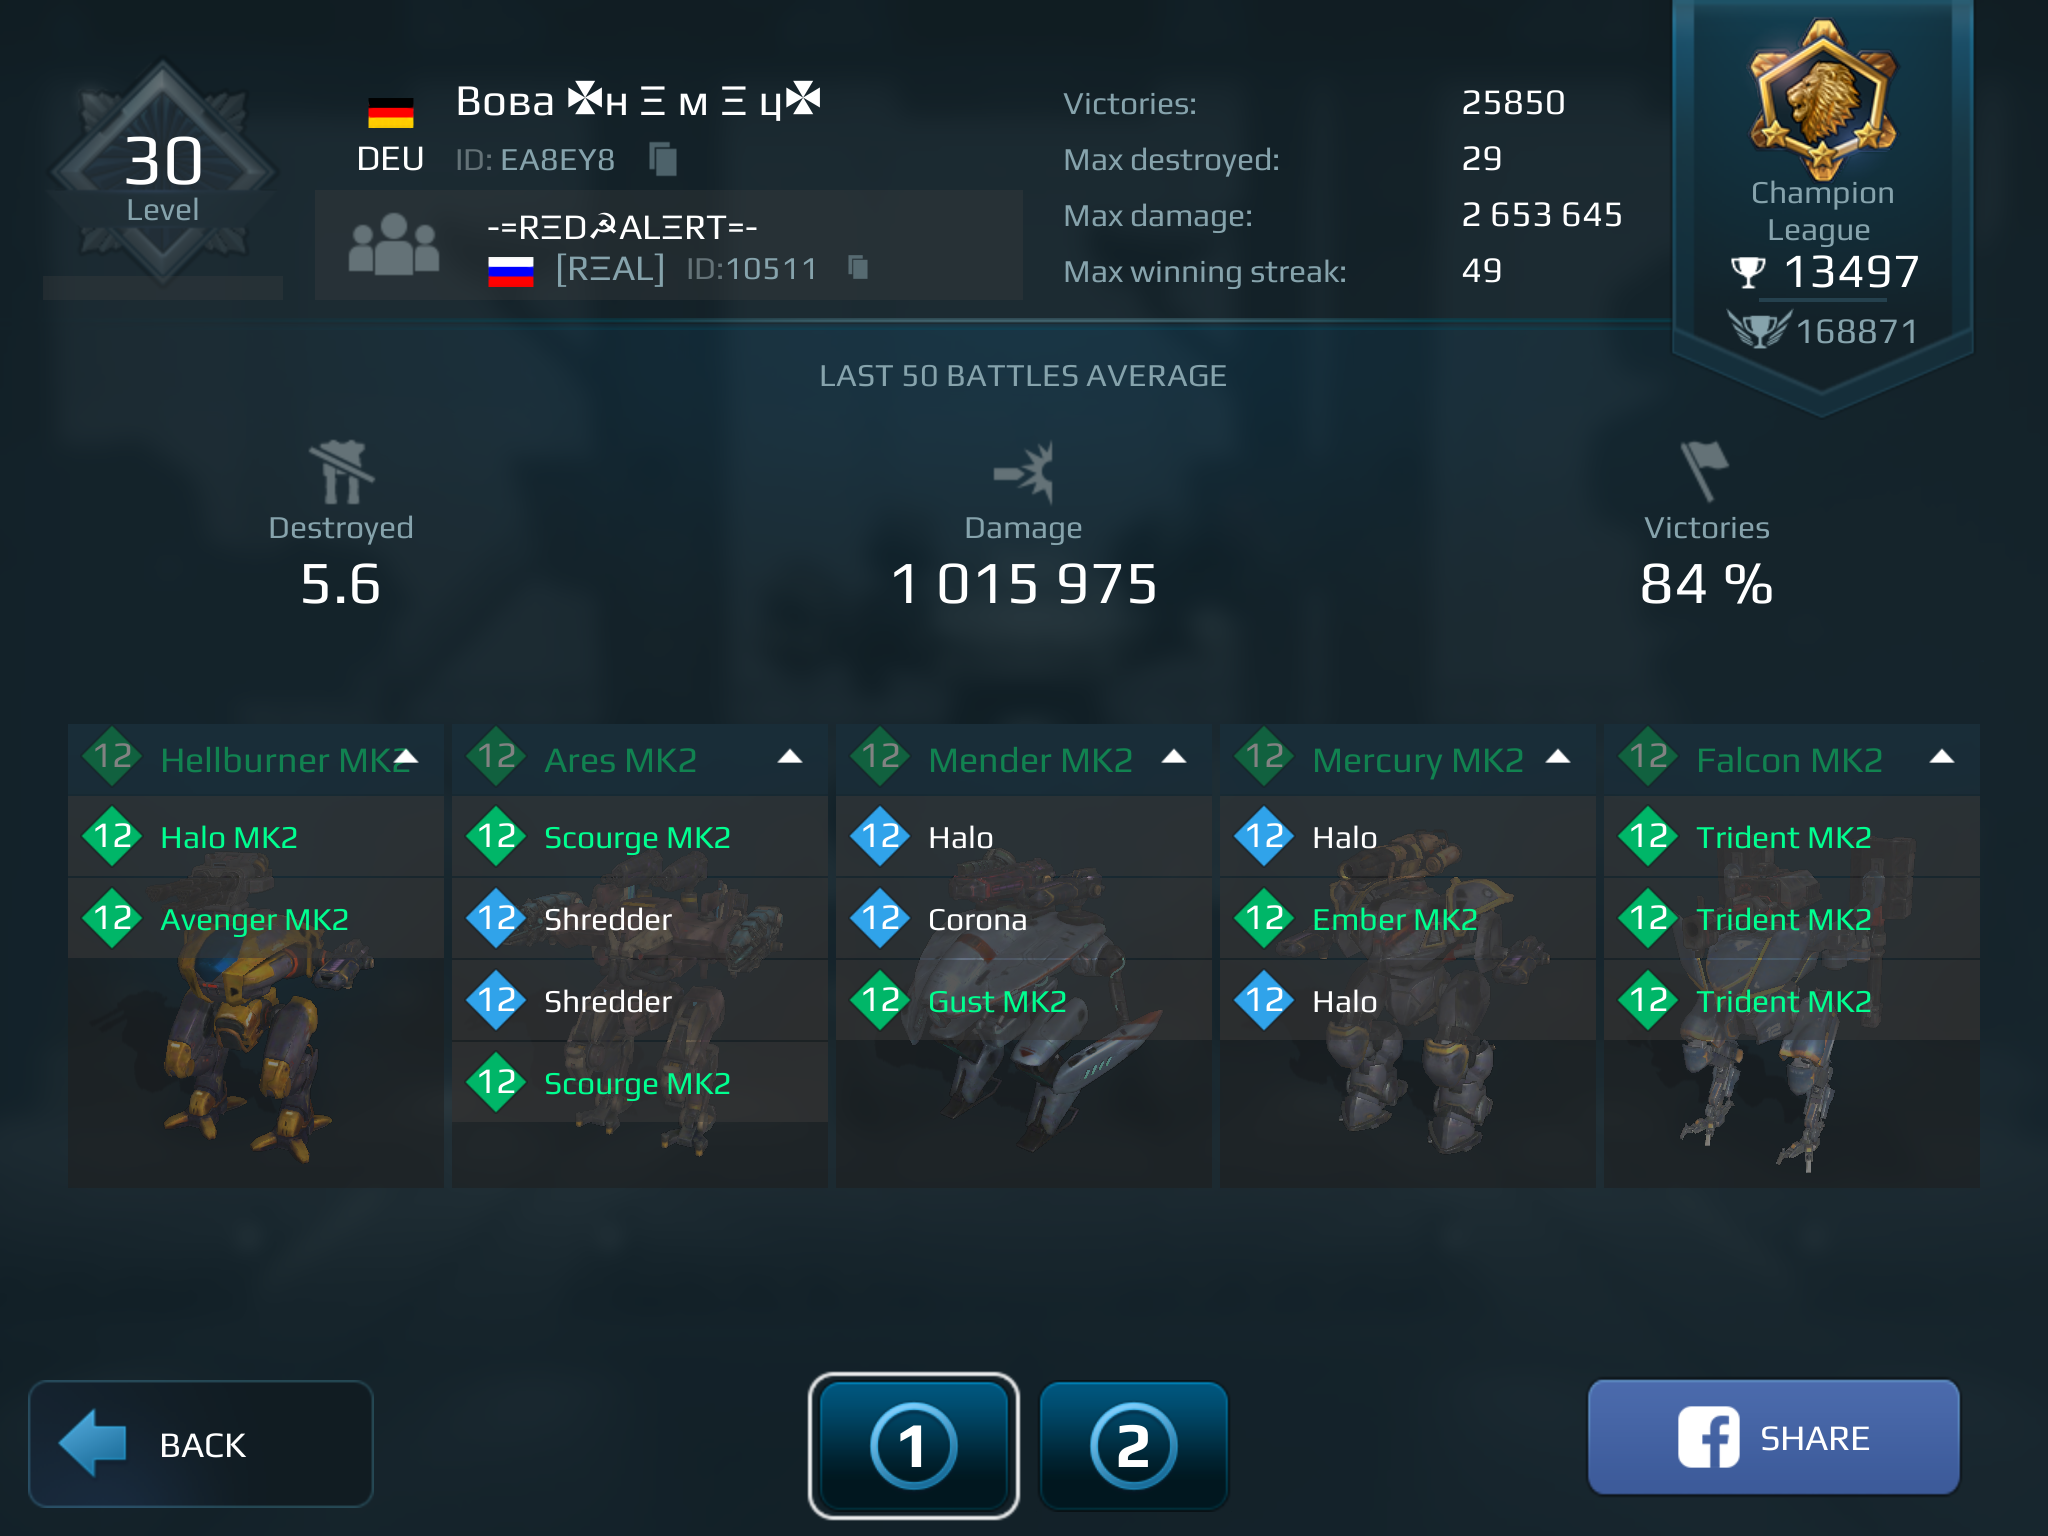 30
Level
DEU
Вова ✠н Ξ м Ξ ц✠
ID: EA8EY8
-=RΞD☭ALΞRT=-
[RΞAL] ID:10511
Victories: 25850
Max destroyed: 29
Max damage: 2 653 645
Max winning streak: 49
Champion
League
13497
168871
LAST 50 BATTLES AVERAGE
Destroyed
5.6
Damage
1 015 975
Victories
84 %
12 Hellburner MK2
12 Halo MK2
12 Avenger MK2
12 Ares MK2
12 Scourge MK2
12 Shredder
12 Shredder
12 Scourge MK2
12 Mender MK2
12 Halo
12 Corona
12 Gust MK2
12 Mercury MK2
12 Halo
12 Ember MK2
12 Halo
12 Falcon MK2
12 Trident MK2
12 Trident MK2
12 Trident MK2
BACK
1
2
SHARE